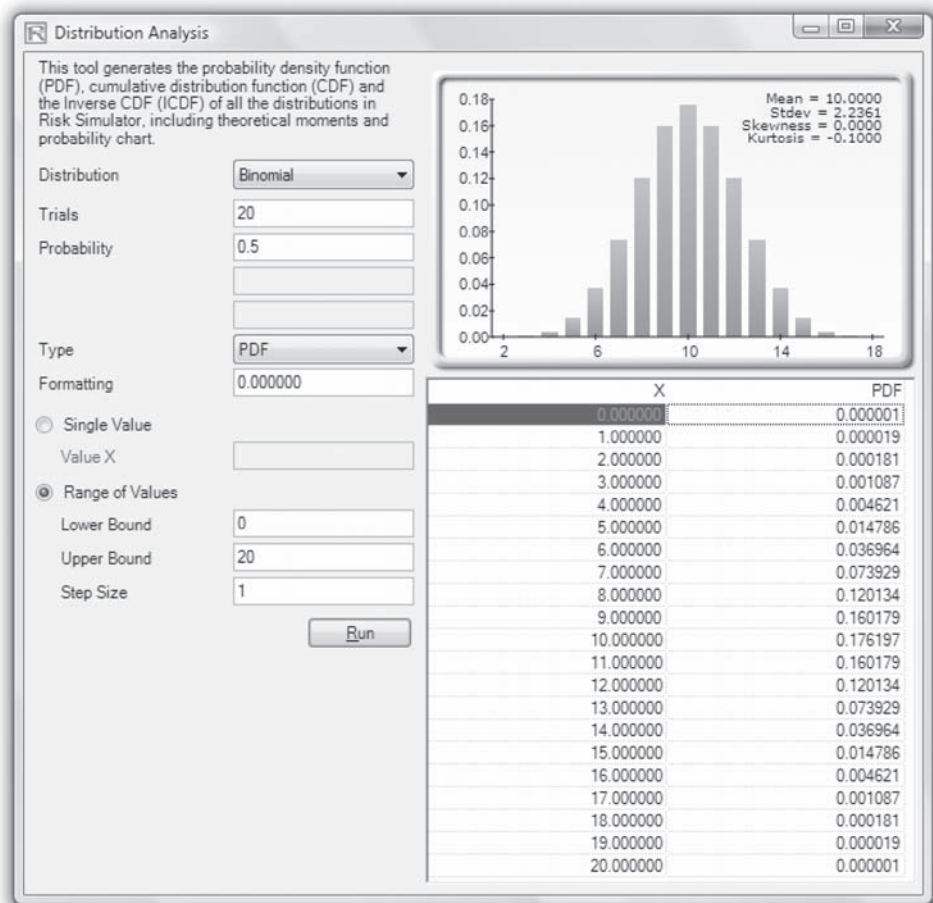 Distribution Analysis
This tool generates the probability density function
(PDF), cumulative distribution function (CDF) and
the Inverse CDF (ICDF) of all the distributions in
Risk Simulator, including theoretical moments and
probability chart.
Distribution Binomial
Trials 20
Probability 0.5
Type PDF
Formatting 0.000000
Single Value
Value X
Range of Values
Lower Bound 0
Upper Bound 20
Step Size 1
Run
Mean = 10.0000
Stdev = 2.2361
Skewness = 0.0000
Kurtosis = -0.1000
0.18
0.16
0.14
0.12
0.10
0.08
0.06
0.04
0.02
0.00
2 6 10 14 18
X PDF
0.000000 0.000001
1.000000 0.000019
2.000000 0.000181
3.000000 0.001087
4.000000 0.004621
5.000000 0.014786
6.000000 0.036964
7.000000 0.073929
8.000000 0.120134
9.000000 0.160179
10.000000 0.176197
11.000000 0.160179
12.000000 0.120134
13.000000 0.073929
14.000000 0.036964
15.000000 0.014786
16.000000 0.004621
17.000000 0.001087
18.000000 0.000181
19.000000 0.000019
20.000000 0.000001